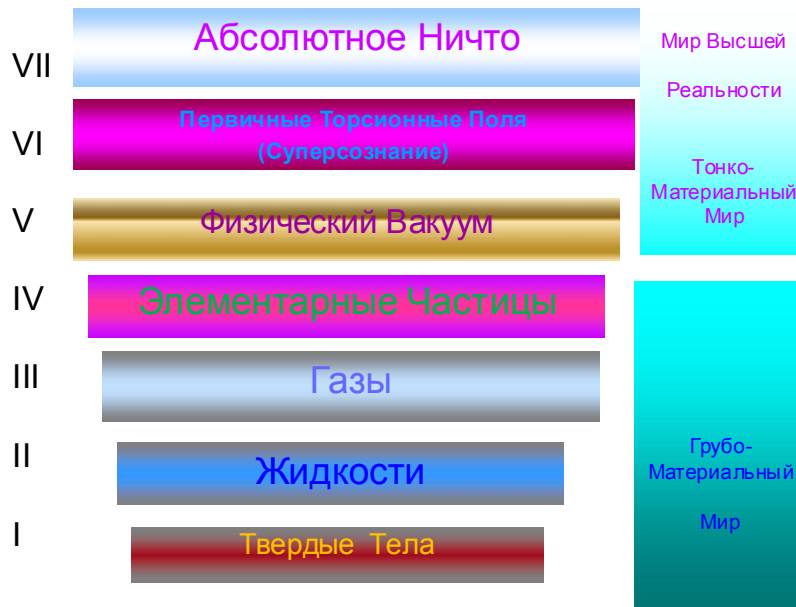 VII
Абсолютное Ничто
VI
Первичные Торсионные Поля
(Суперсознание)
V
Физический Вакуум
IV
Элементарные Частицы
III
Газы
II
Жидкости
I
Твердые Тела
Мир Высшей
Реальности
Тонко-
Материальный
Мир
Грубо-
Материальный
Мир